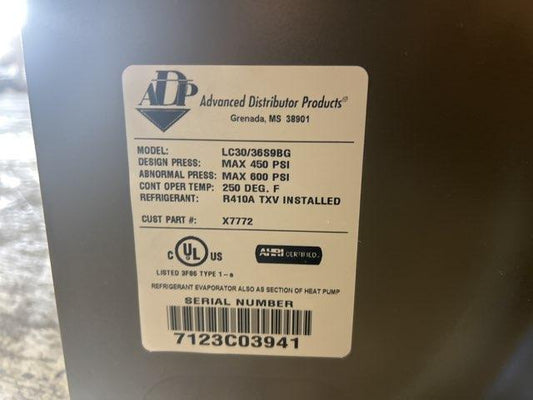 ADP Advanced Distributor Products®
Grenada, MS 38901
MODEL: LC30/36S9BG
DESIGN PRESS: MAX 450 PSI
ABNORMAL PRESS: MAX 600 PSI
CONT OPER TEMP: 250 DEG. F
REFRIGERANT: R410A TXV INSTALLED
CUST PART #: X7772
C UL US
AHRI CERTIFIED
LISTED 3F86 TYPE 1-a
REFRIGERANT EVAPORATOR ALSO AS SECTION OF HEAT PUMP
SERIAL NUMBER
7123C03941